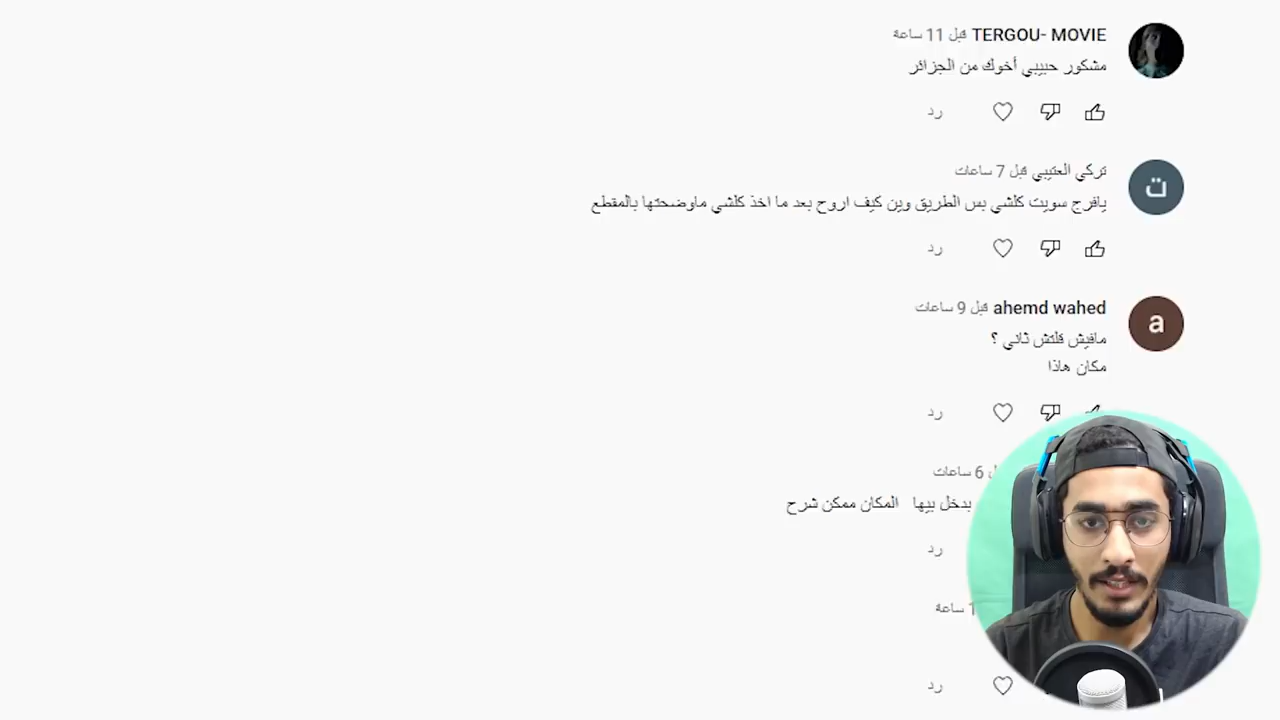 TERGOU- MOVIE قبل 11 ساعة
مشكور حبيبي أخوك من الجزائر
رد
ت
تركي العتيبي قبل 7 ساعات
يافرج سويت كلشي بس الطريق وين كيف اروح بعد ما اخذ كلشي ماوضحتها بالمقطع
رد
a
ahemd wahed قبل 9 ساعات
مافيش قلتش ثاني ؟
مكان هاذا
رد
6 ساعات
بدخل بيها المكان ممكن شرح
رد
ساعة
رد